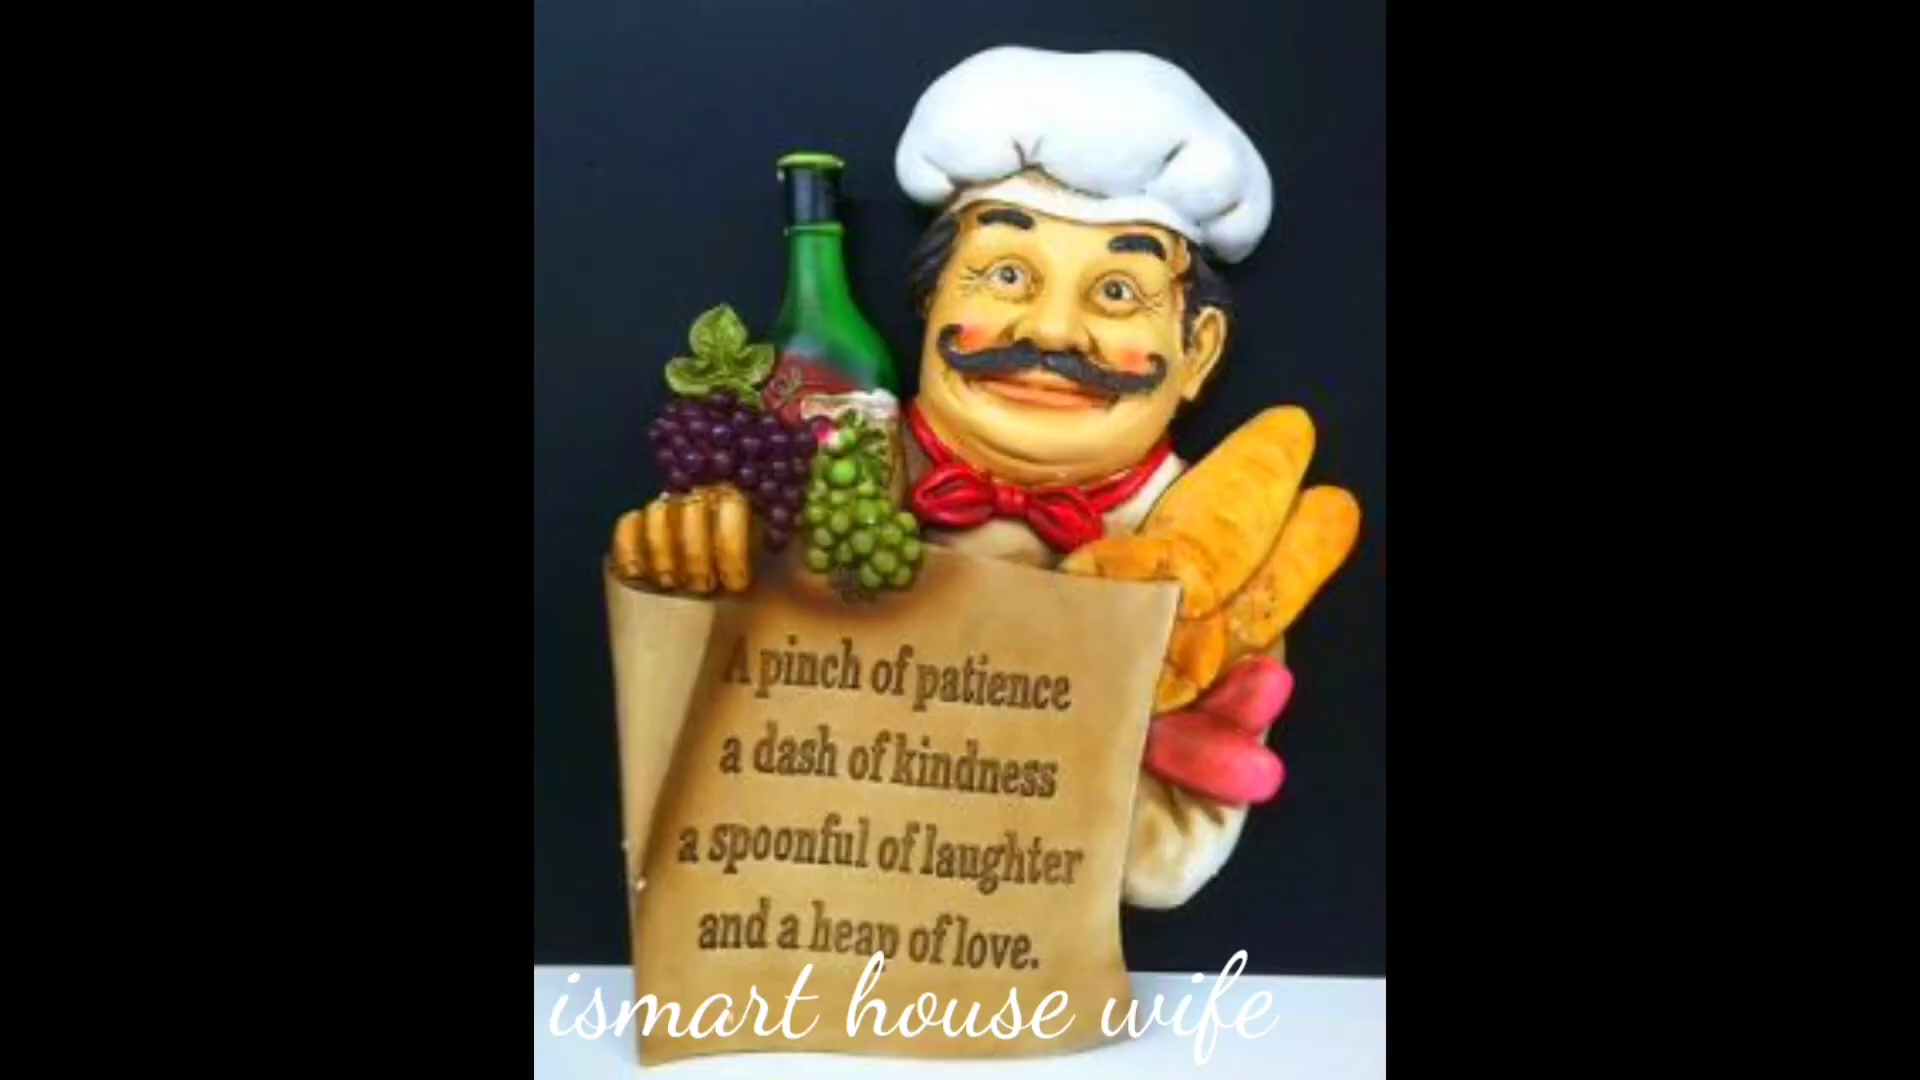 A pinch of patience
a dash of kindness
a spoonful of laughter
and a heap of love.
ismart house wife